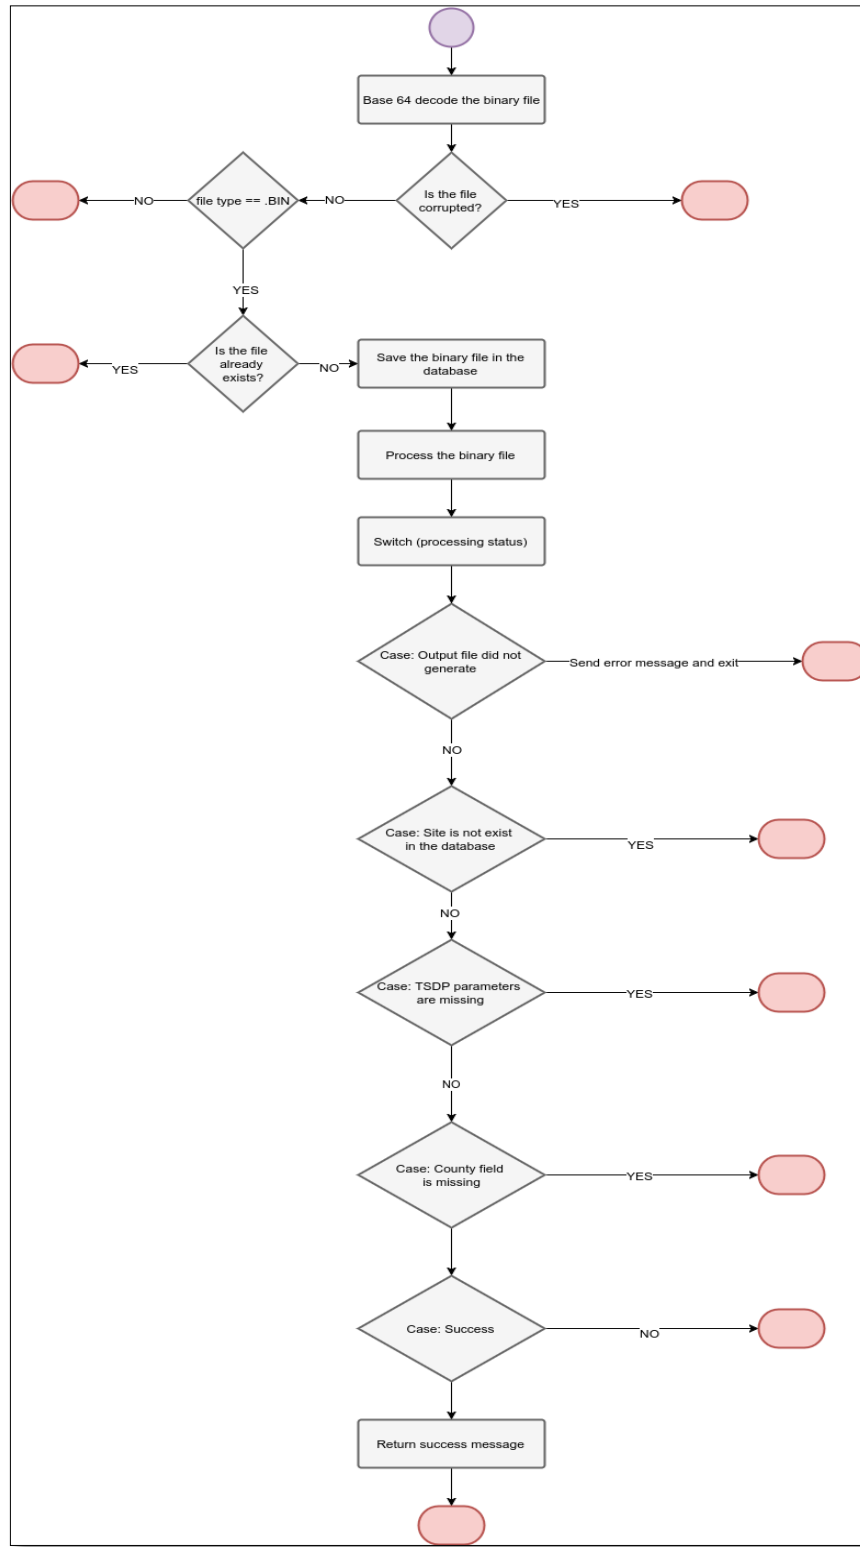 Base 64 decode the binary file
Is the file
corrupted?
YES
NO
file type == .BIN
NO
YES
Is the file
already
exists?
YES
NO
Save the binary file in the
database
Process the binary file
Switch (processing status)
Case: Output file did not
generate
Send error message and exit
NO
Case: Site is not exist
in the database
YES
NO
Case: TSDP parameters
are missing
YES
NO
Case: County field
is missing
YES
Case: Success
NO
Return success message